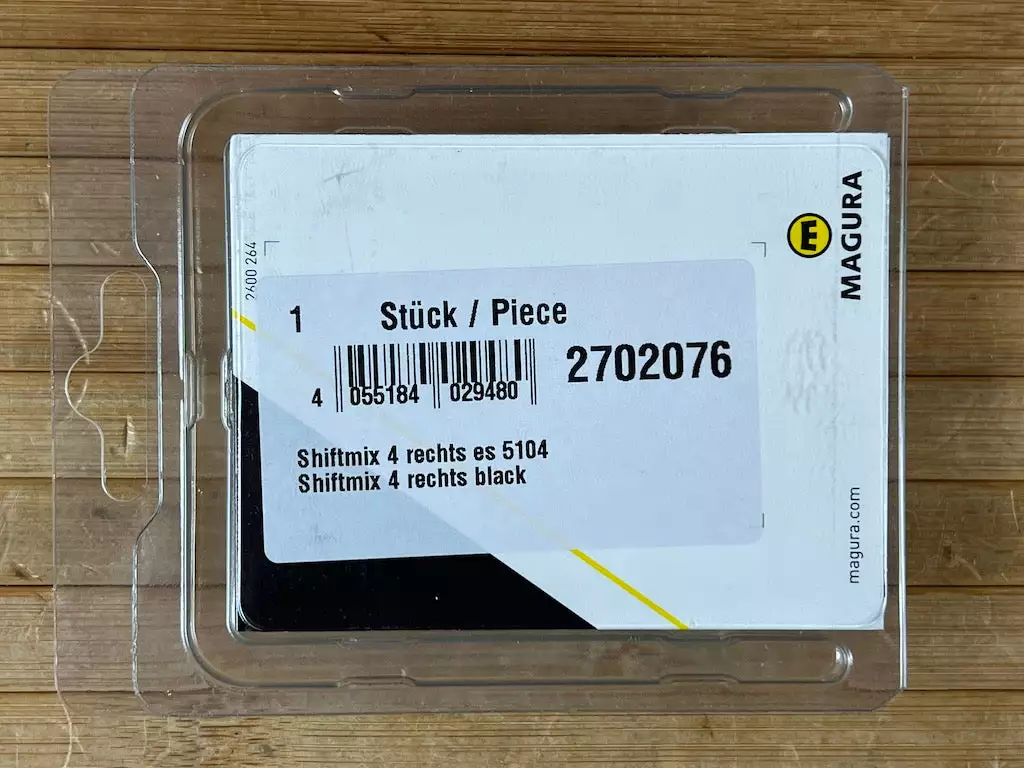 1 Stück / Piece
4 055184 029480
2702076
Shiftmix 4 rechts es 5104
Shiftmix 4 rechts black
2600 264
E
MAGURA
magura.com